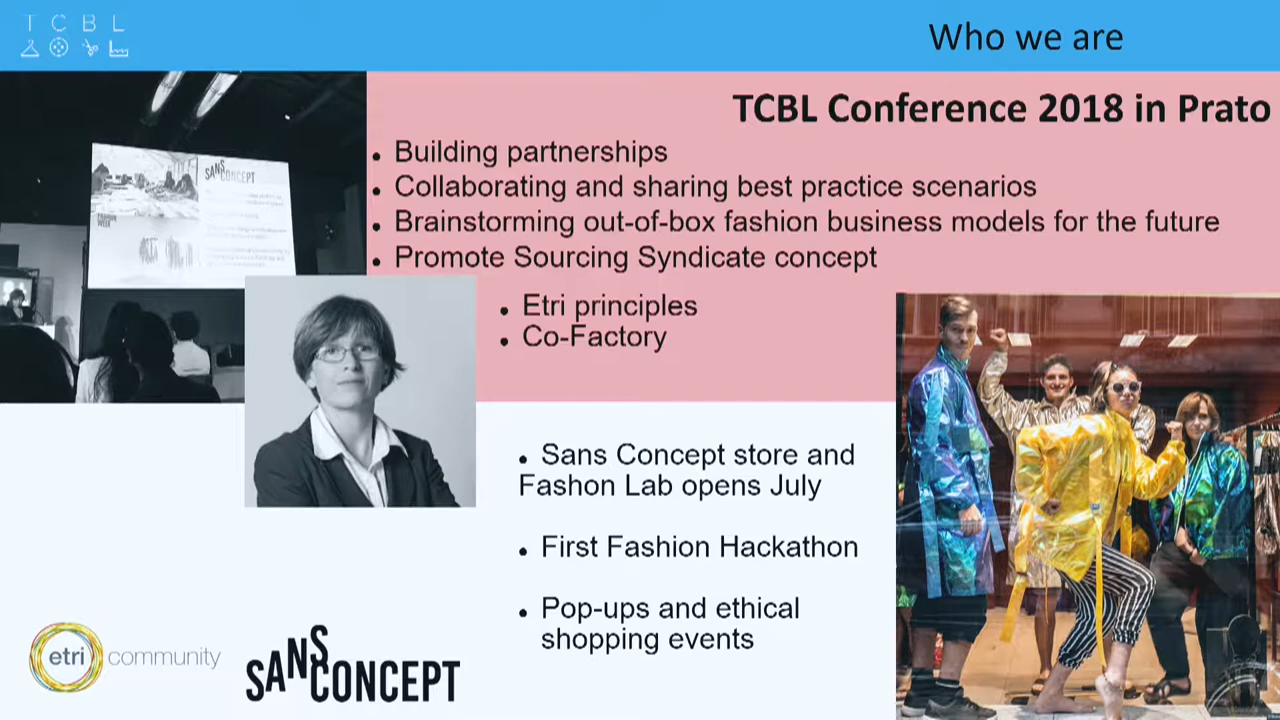 T C B L
Who we are
TCBL Conference 2018 in Prato
SANS CONCEPT
• Building partnerships
• Collaborating and sharing best practice scenarios
• Brainstorming out-of-box fashion business models for the future
• Promote Sourcing Syndicate concept
• Etri principles
• Co-Factory
• Sans Concept store and
Fashon Lab opens July
• First Fashion Hackathon
• Pop-ups and ethical
shopping events
etri community
SANS CONCEPT